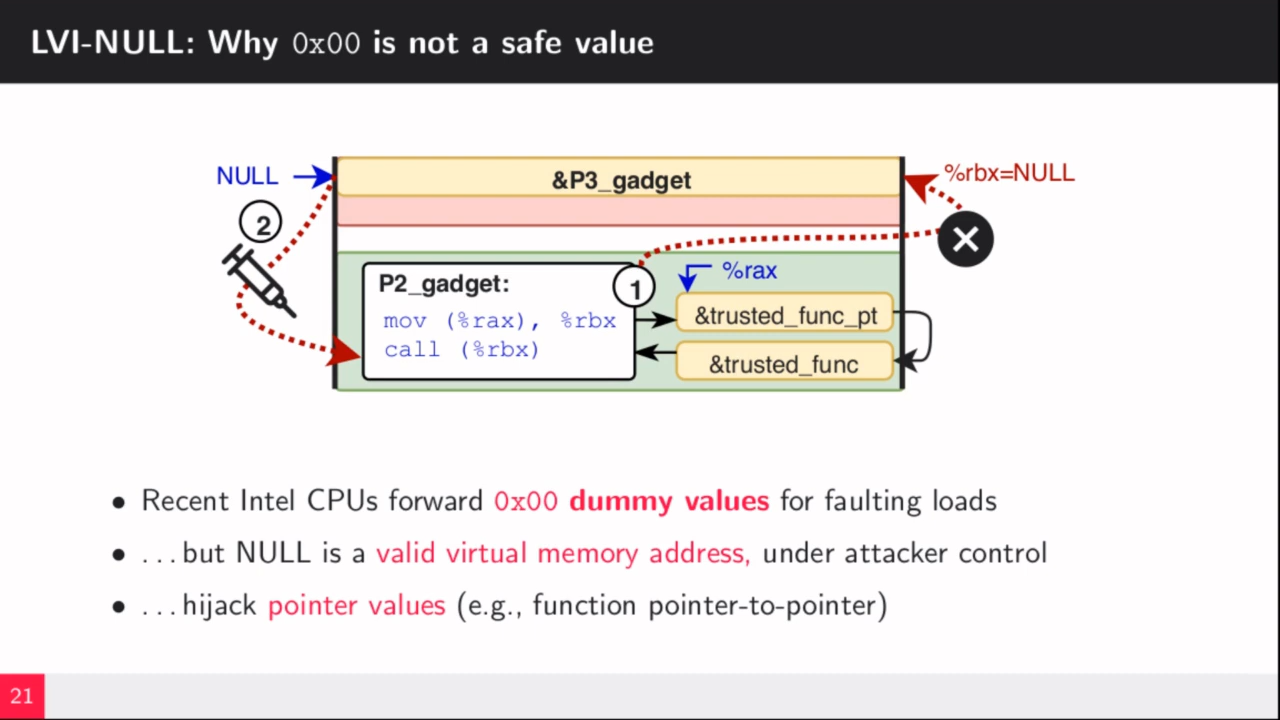 LVI-NULL: Why 0x00 is not a safe value
NULL
&P3_gadget
%rbx=NULL
2
P2_gadget:
1
%rax
mov (%rax), %rbx
&trusted_func_pt
call (%rbx)
&trusted_func
• Recent Intel CPUs forward 0x00 dummy values for faulting loads
• ...but NULL is a valid virtual memory address, under attacker control
• ...hijack pointer values (e.g., function pointer-to-pointer)
21